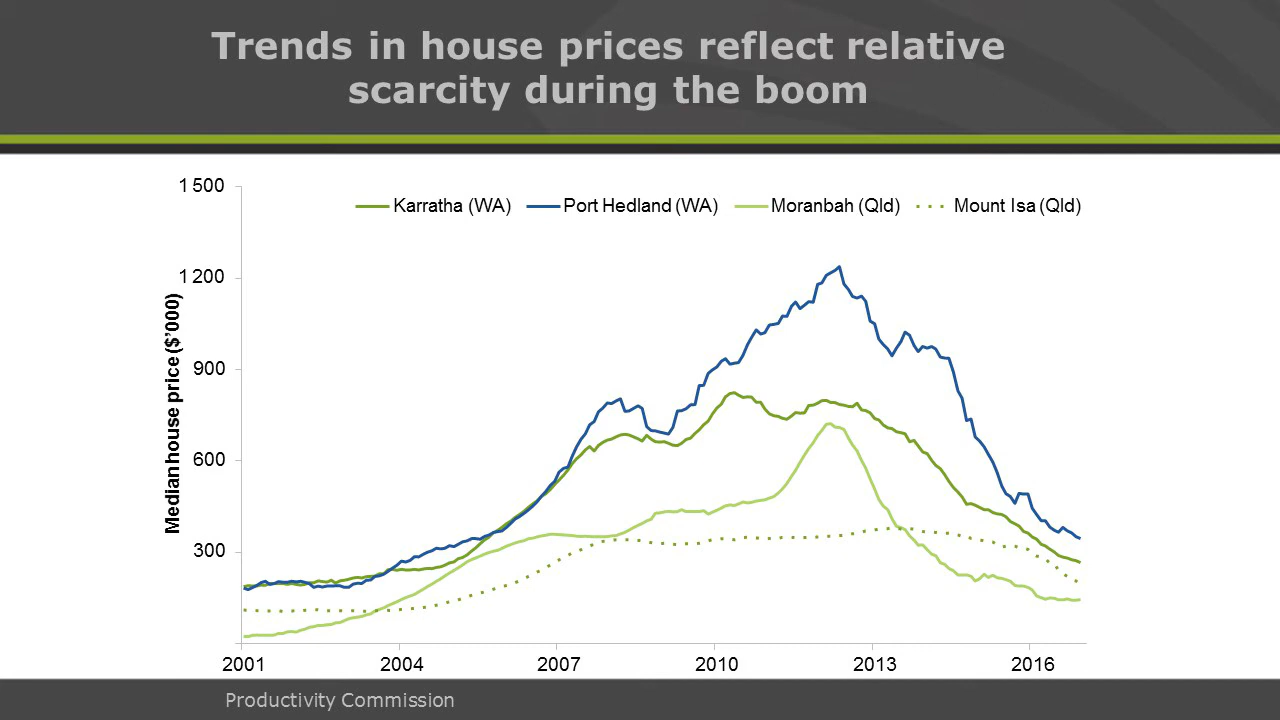 Trends in house prices reflect relative
scarcity during the boom
1 500
Karratha (WA)
Port Hedland (WA)
Moranbah (Qld)
Mount Isa (Qld)
1 200
900
600
300
Median house price ($'000)
2001
2004
2007
2010
2013
2016
Productivity Commission